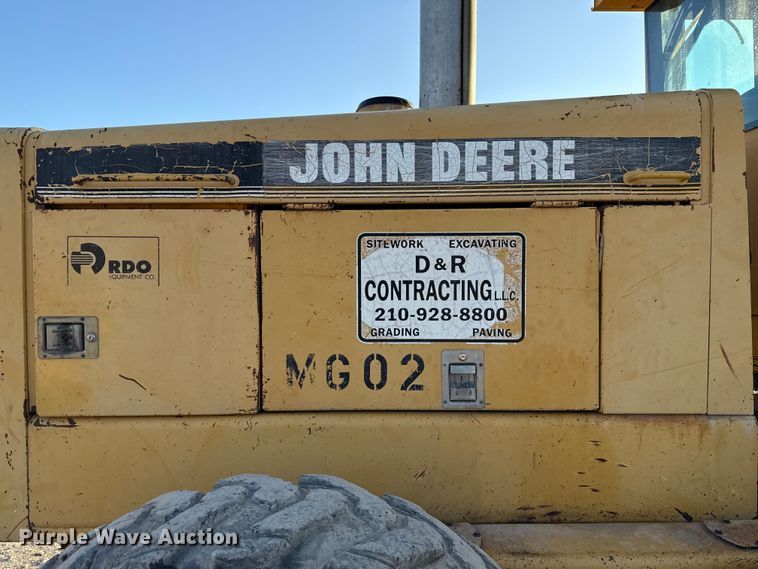 JOHN DEERE
RDO
EQUIPMENT CO.
SITEWORK EXCAVATING
D & R
CONTRACTING L.L.C.
210-928-8800
GRADING PAVING
MG02
Purple Wave Auction